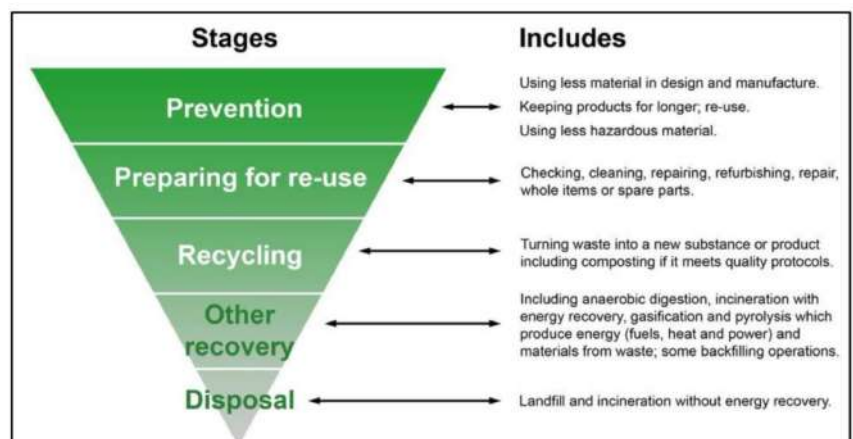 Stages
Includes
Prevention
Using less material in design and manufacture.
Keeping products for longer; re-use.
Using less hazardous material.
Preparing for re-use
Checking, cleaning, repairing, refurbishing, repair,
whole items or spare parts.
Recycling
Turning waste into a new substance or product
including composting if it meets quality protocols.
Other
recovery
Including anaerobic digestion, incineration with
energy recovery, gasification and pyrolysis which
produce energy (fuels, heat and power) and
materials from waste; some backfilling operations.
Disposal
Landfill and incineration without energy recovery.